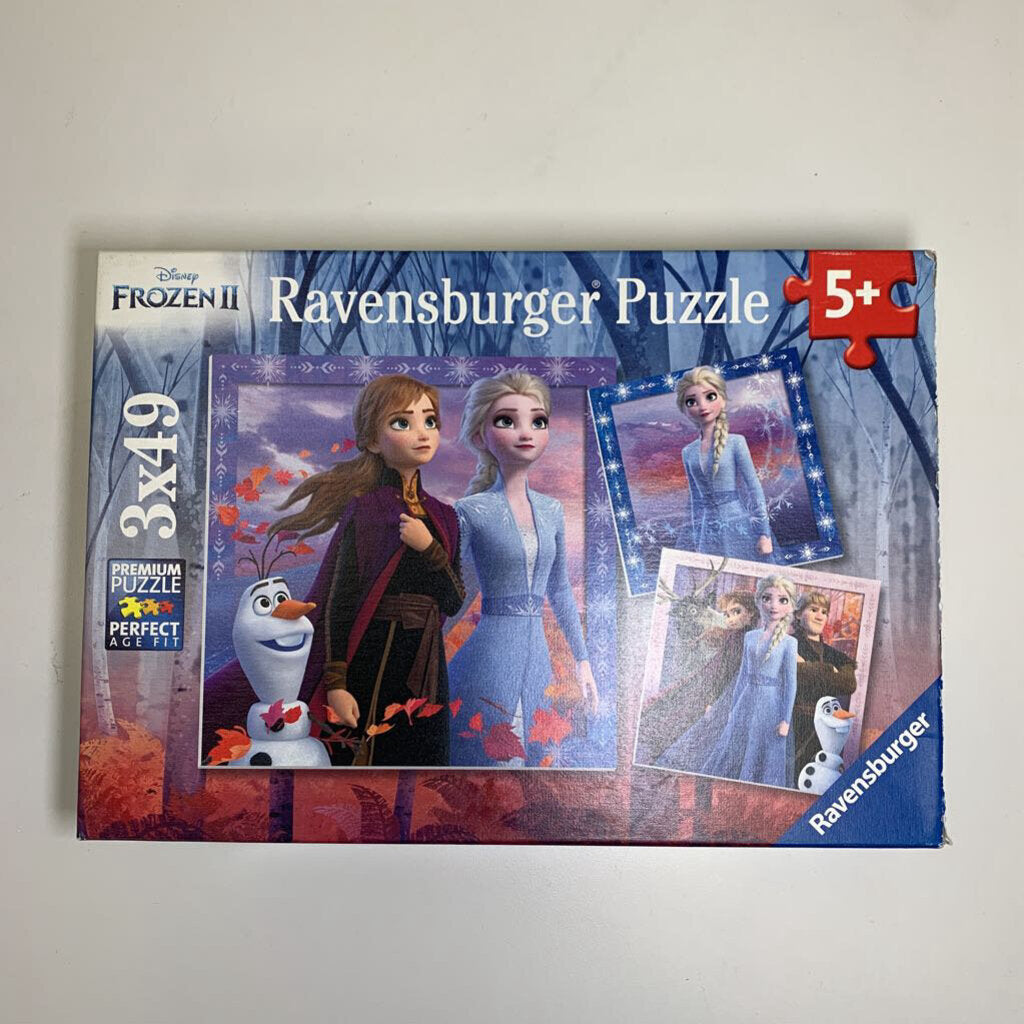 Disney
FROZEN II
Ravensburger® Puzzle
5+
3x49
PREMIUM
PUZZLE
PERFECT
AGE FIT
Ravensburger